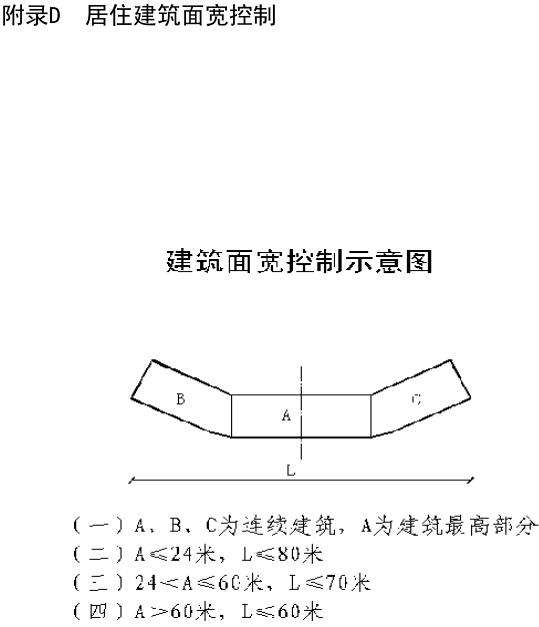 附录D 居住建筑面宽控制
建筑面宽控制示意图
B
A
C
L
(一)A、B、C为连续建筑，A为建筑最高部分
(二)A≤24米，L≤80米
(三)24<A≤60米，L≤70米
(四)A>60米，L≤60米